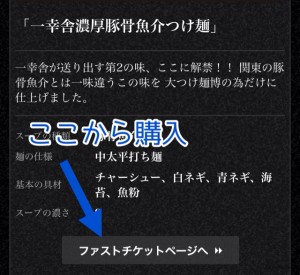 「一幸舎濃厚豚骨魚介つけ麺」
一幸舎が送り出す第2の味、ここに解禁！！ 関東の豚
骨魚介とは一味違うこの味を 大つけ麺博の為だけに
仕上げました。
スープの種類
ここから購入
麺の仕様 中太平打ち麺
基本の具材 チャーシュー、白ネギ、青ネギ、海
苔、魚粉
スープの濃さ
ファストチケットページへ